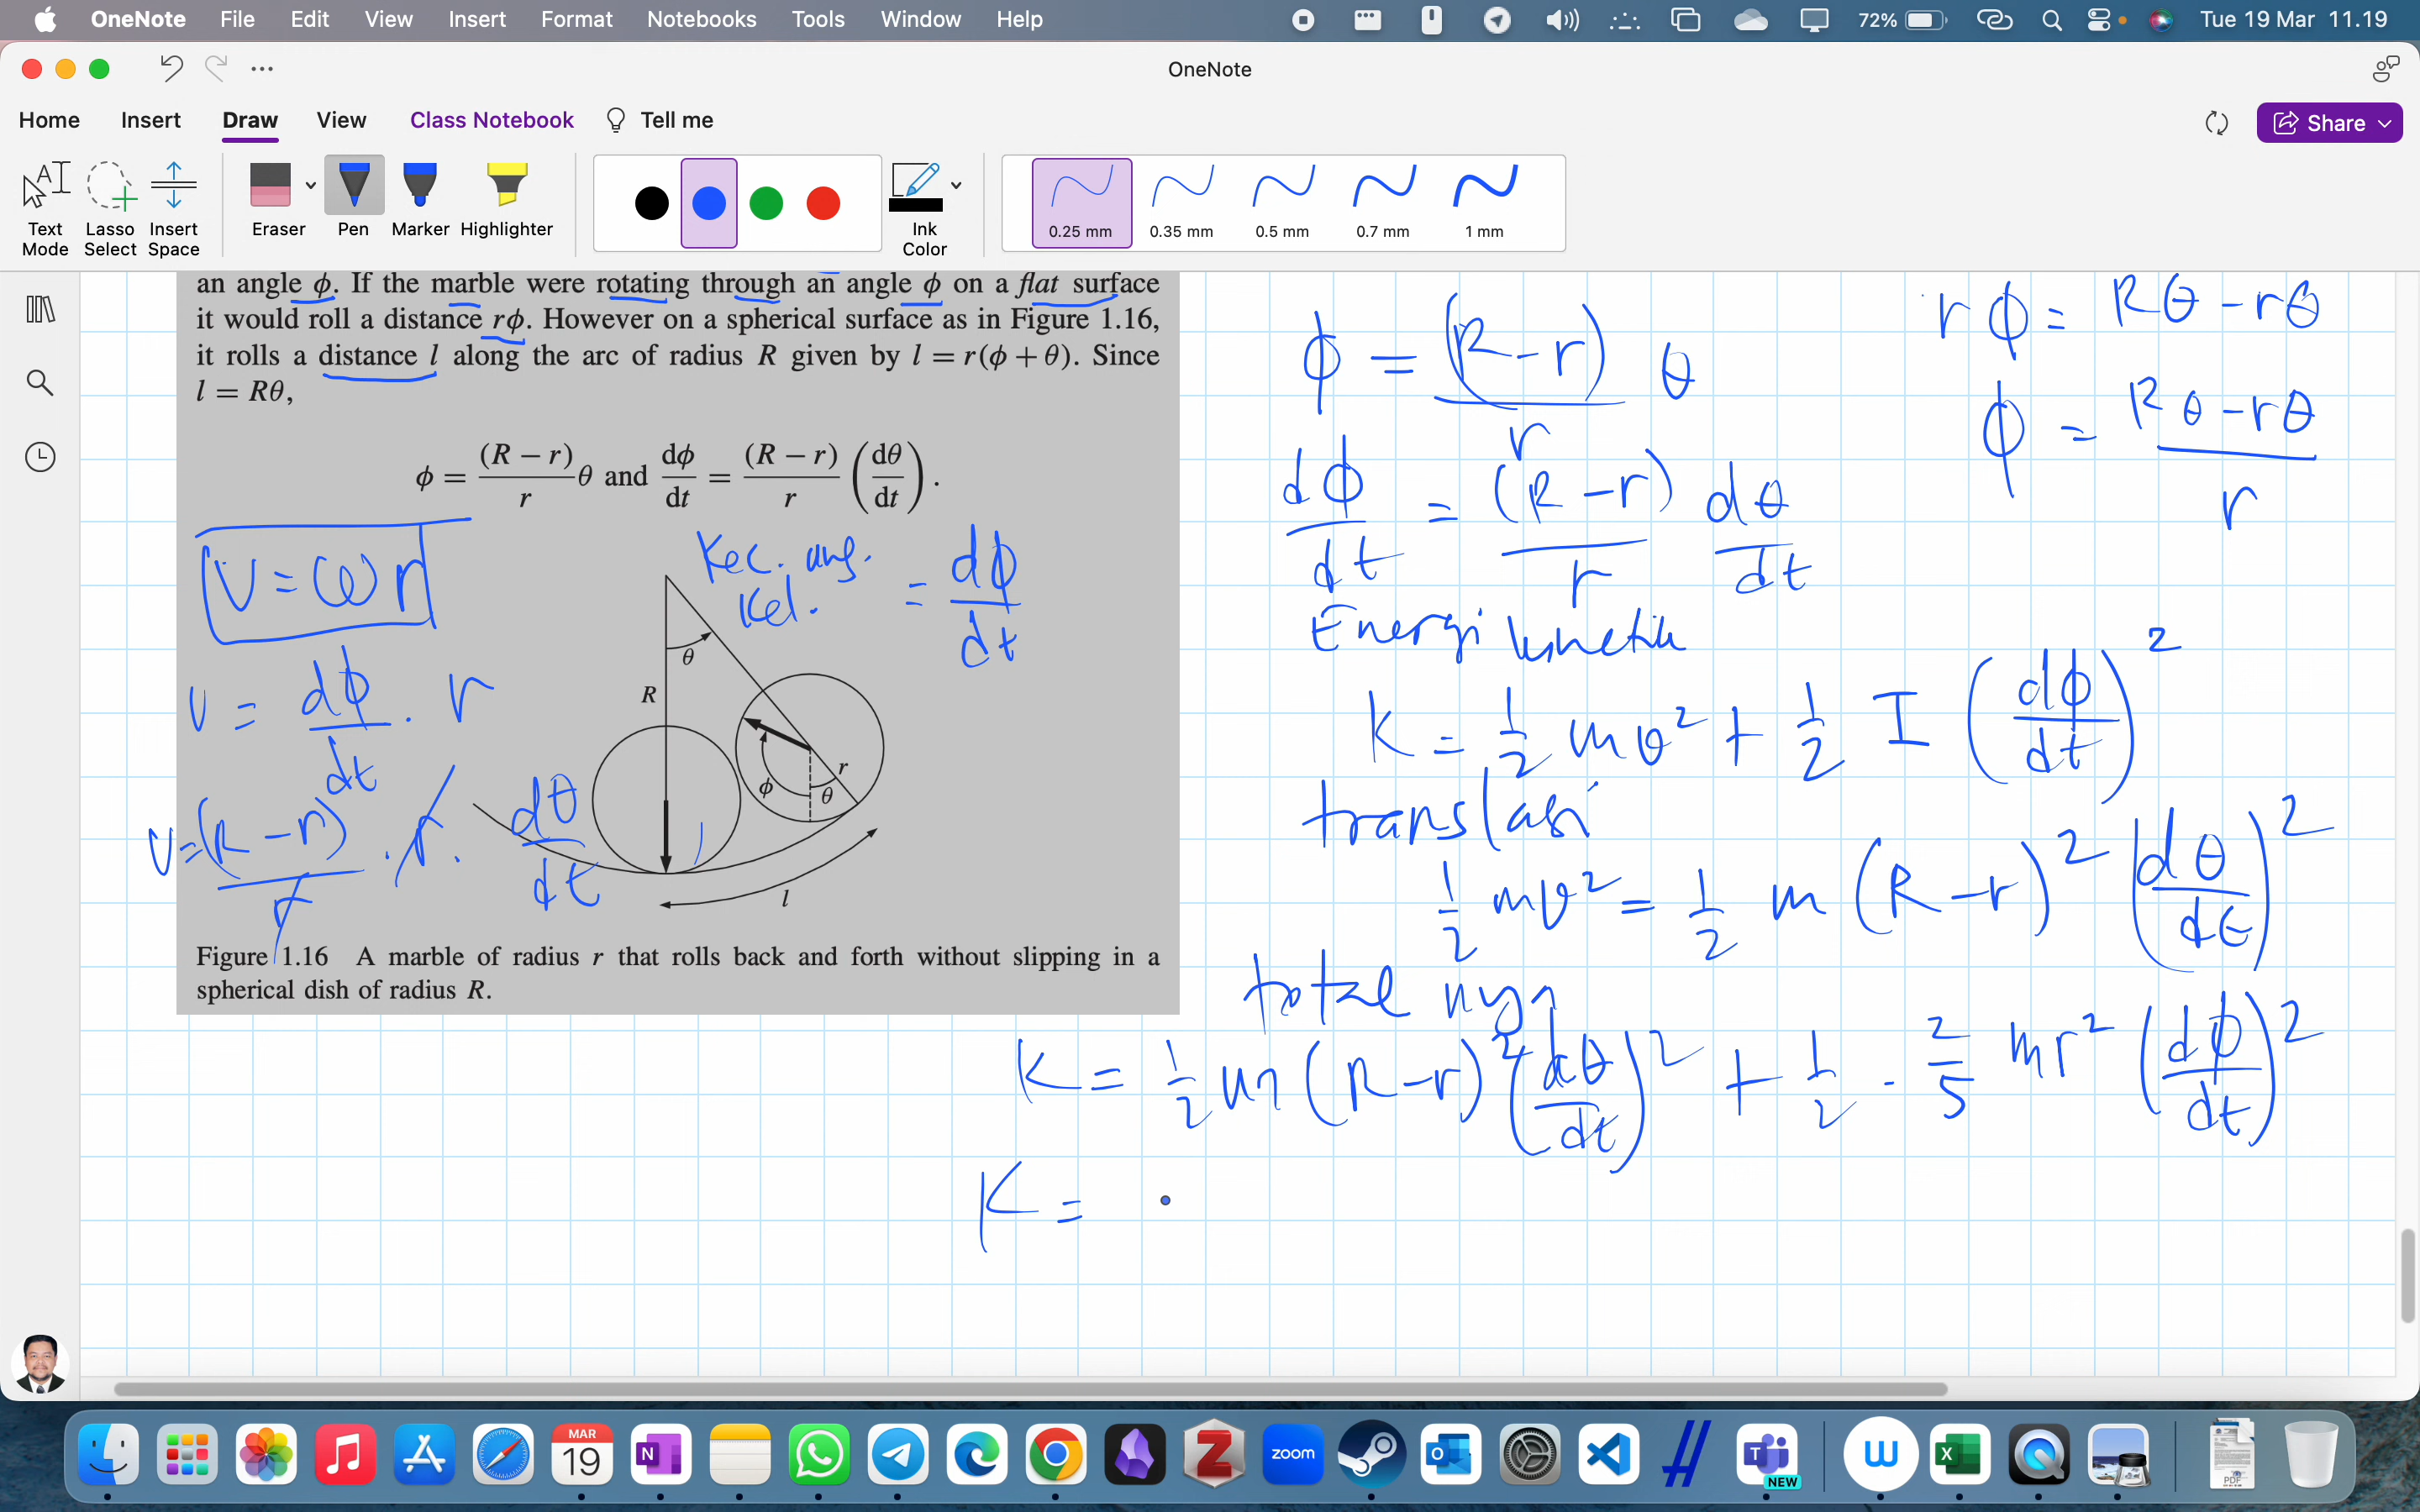 OneNote File Edit View Insert Format Notebooks Tools Window Help 72% Tue 19 Mar 11.19
OneNote
Home Insert Draw View Class Notebook Tell me Share
Text Mode Lasso Select Insert Space Eraser Pen Marker Highlighter Ink Color 0.25 mm 0.35 mm 0.5 mm 0.7 mm 1 mm
an angle ϕ. If the marble were rotating through an angle ϕ on a flat surface
it would roll a distance rϕ. However on a spherical surface as in Figure 1.16,
it rolls a distance l along the arc of radius R given by l = r(ϕ + θ). Since
l = Rθ,
ϕ = (R − r)/r θ and dϕ/dt = (R − r)/r (dθ/dt).
V = ωr
v = dϕ/dt . r
v = (R − r)/r . r . dθ/dt
Kec. ang. = dϕ/dt
kel.
θ
R
r
ϕ
θ
l
Figure 1.16 A marble of radius r that rolls back and forth without slipping in a
spherical dish of radius R.
ϕ = (R − r)/r θ
dϕ/dt = (R − r)/r dθ/dt
rϕ = Rθ − rθ
ϕ = Rθ − rθ / r
Energi kinetik
K = 1/2 mv² + 1/2 I (dϕ/dt)²
translasi
1/2 mv² = 1/2 m (R − r)² (dθ/dt)²
total nya
K = 1/2 m (R − r)² (dθ/dt)² + 1/2 . 2/5 mr² (dϕ/dt)²
K =
MAR
19
N
zoom
O
T
NEW
W
X
PDF